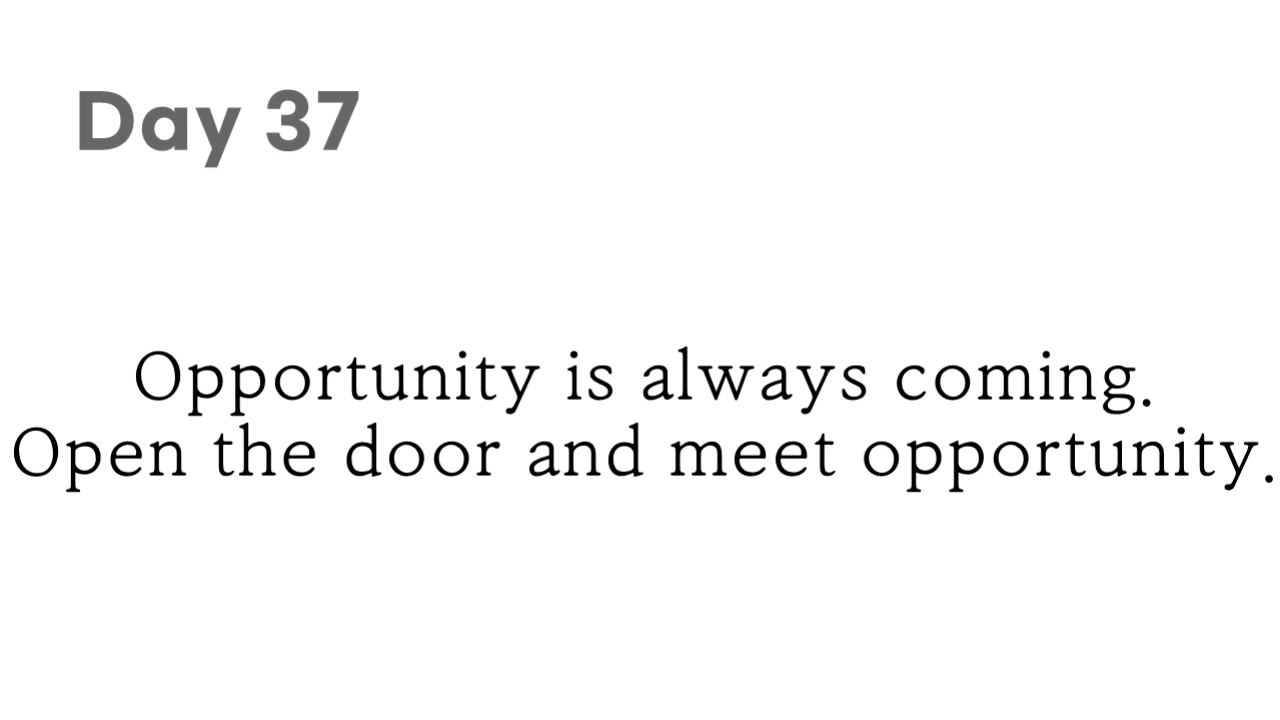 Day 37
Opportunity is always coming.
Open the door and meet opportunity.